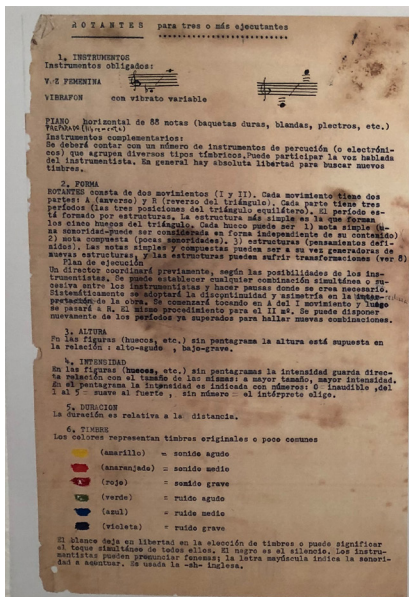 ROTANTES para tres o más ejecutantes
1. INSTRUMENTOS
Instrumentos obligados:
VOZ FEMENINA
VIBRAFON con vibrato variable
PIANO horizontal de 88 notas (baquetas duras, blandas, plectros, etc.)
PREPARADO
Instrumentos complementarios:
Se deberá contar con un número de instrumentos de percución (o electróni-
cos) que agrupen diversos tipos tímbricos. Puede participar la voz hablada
del instrumentista. En general hay absoluta libertad para buscar nuevos
timbres.
2. FORMA
ROTANTES consta de dos movimientos (I y II). Cada movimiento tiene dos
partes: A (anverso) y R (reverso del triángulo). Cada parte tiene tres
períodos (las tres posiciones del triángulo equilátero). El período es-
tá formado por estructuras. La estructura más simple es la que forman
los cinco huecos del triángulo. Cada hueco puede ser 1) nota simple (u-
na sonoridad-puede ser considerada en forma independiente de su contenido)
2) nota compuesta (pocas sonoridades). 3) estructuras (pensamientos defi-
nidos). Las notas simples y compuestas pueden ser a su vez generadoras de
nuevas estructuras, y las estructuras pueden sufrir transformaciones (ver 8)
Plan de ejecución.
Un director coordinará previamente, según las posibilidades de los ins-
trumentistas. Se puede establecer cualquier combinación simultánea o su-
cesiva entre los instrumentistas y hacer pausas donde no crea necesario.
Sistemáticamente se adoptará la discontinuidad y asimetría en la inter-
pretación de la obra. Se comenzará tocando en A del I movimiento y luego
se pasará a R. El mismo procedimiento para el II mº. Se puede disponer
nuevamente de los períodos ya superados para hallar nuevas combinaciones.
3. ALTURA
En las figuras (huecos, etc.) sin pentagrama la altura está supuesta en
la relación : alto-agudo , bajo-grave.
4. INTENSIDAD
En las figuras (huecos, etc.) sin pentagramas la intensidad guarda direc-
ta relación con el tamaño de las mismas: a mayor tamaño, mayor intensidad.
En el pentagrama la intensidad es indicada con números: 0 inaudible ,del
1 al 5 : suave al fuerte , sin número : el intérprete elige.
5. DURACION
La duración es relativa a la distancia.
6. TIMBRE
Los colores representan timbres originales o poco comunes
(amarillo) = sonido agudo
(anaranjado) = sonido medio
(rojo) = sonido grave
(verde) = ruido agudo
(azul) = ruido medio
(violeta) = ruido grave
El blanco deja en libertad en la elección de timbres o puede significar
el toque simultáneo de todos ellos. El negro es el silencio. Los instru-
mentistas pueden pronunciar fonemas; la letra mayúscula indica la sonori-
dad a acentuar. Es usada la -sh- inglesa.